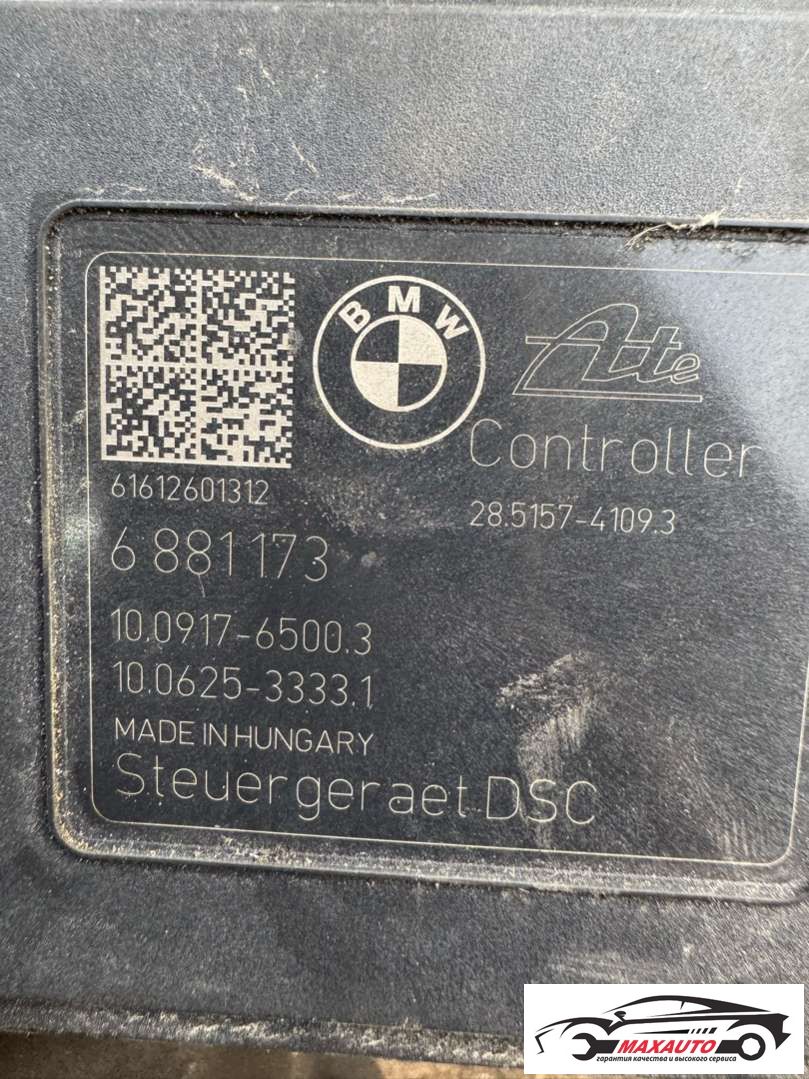 BMW
Ate
Controller
61612601312
28.5157-4109.3
6 881 173
10.0917-6500.3
10.0625-3333.1
MADE IN HUNGARY
Steuergeraet DSC
MAXAUTO
гарантия качества и высокого сервиса